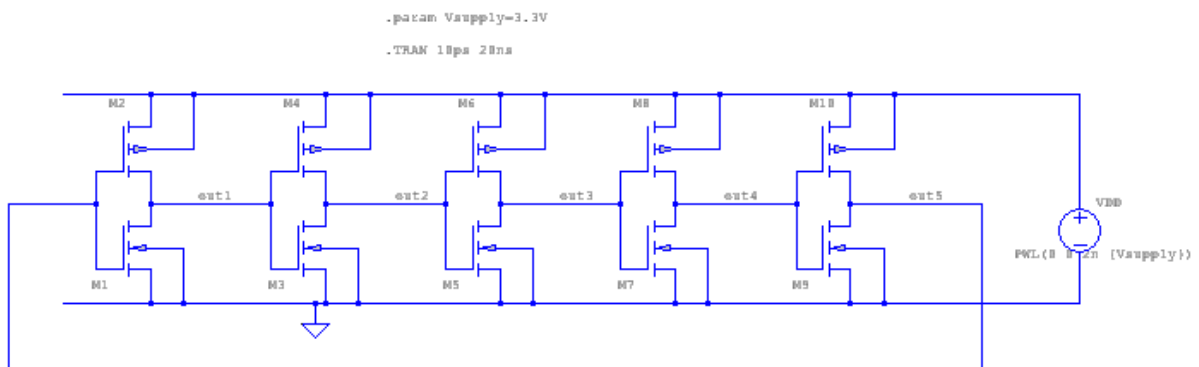 .param Vsupply=3.3V
.TRAN 10ps 20ns
M2 M4 M6 M8 M10
out1 out2 out3 out4 out5 VDD
+
PWL(0 0 2n {Vsupply})
M1 M3 M5 M7 M9